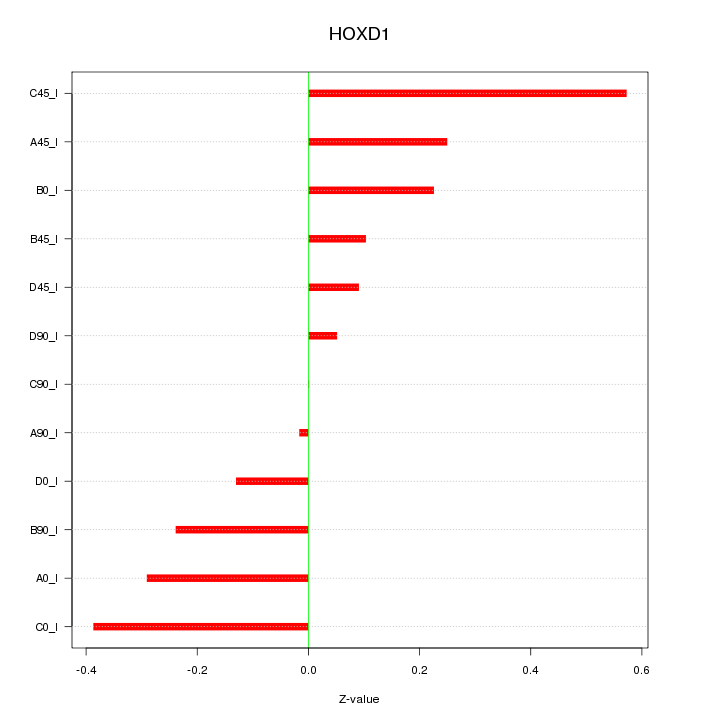 HOXD1
C45_I
A45_I
B0_I
B45_I
D45_I
D90_I
C90_I
A90_I
D0_I
B90_I
A0_I
C0_I
-0.4 -0.2 0.0 0.2 0.4 0.6
Z-value